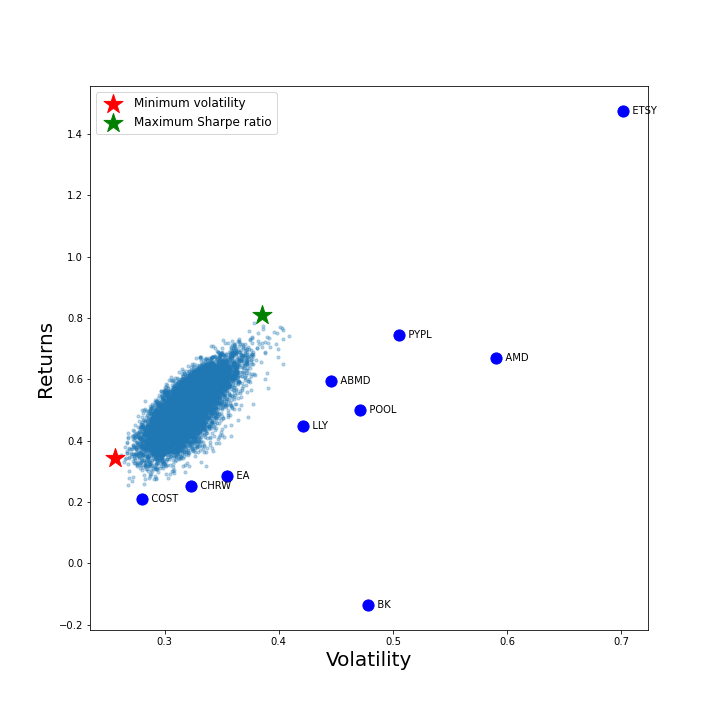 Minimum volatility
Maximum Sharpe ratio
ETSY
1.4
1.2
1.0
0.8
PYPL
AMD
ABMD
0.6
POOL
LLY
0.4
EA
CHRW
COST
0.2
0.0
BK
−0.2
0.3 0.4 0.5 0.6 0.7
Returns
Volatility